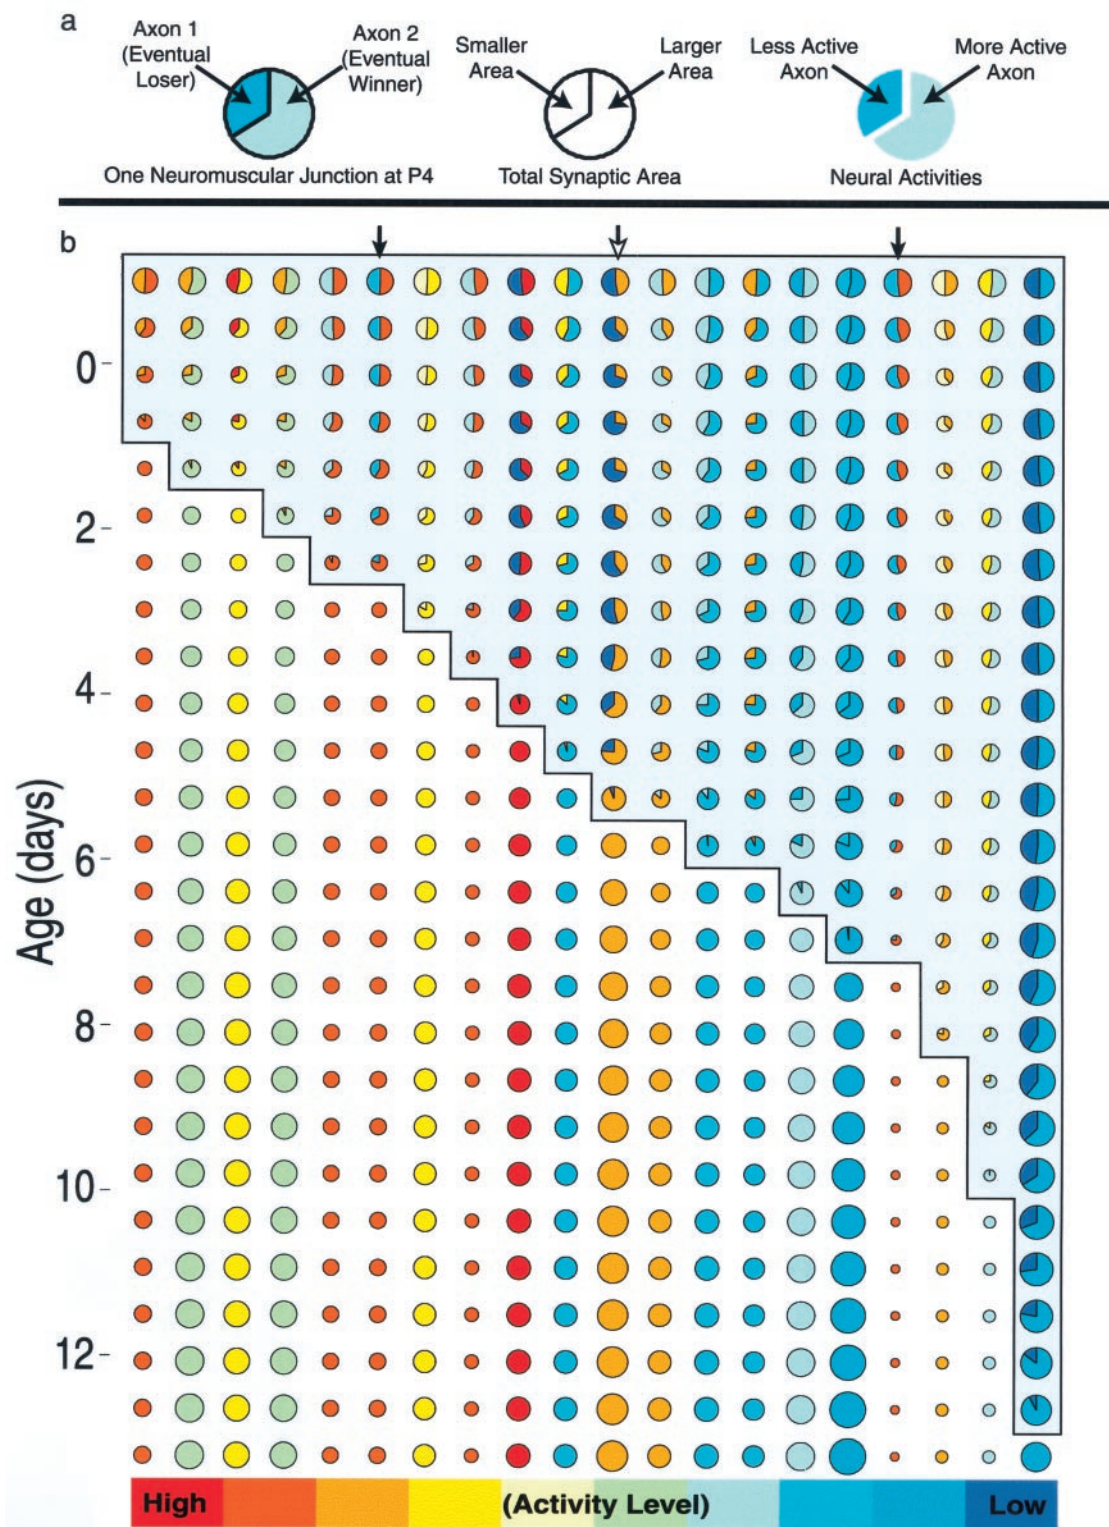 a
Axon 1
(Eventual
Loser)
Axon 2
(Eventual
Winner)
One Neuromuscular Junction at P4
Smaller
Area
Larger
Area
Total Synaptic Area
Less Active
Axon
More Active
Axon
Neural Activities
b
Age (days)
0
2
4
6
8
10
12
High (Activity Level) Low